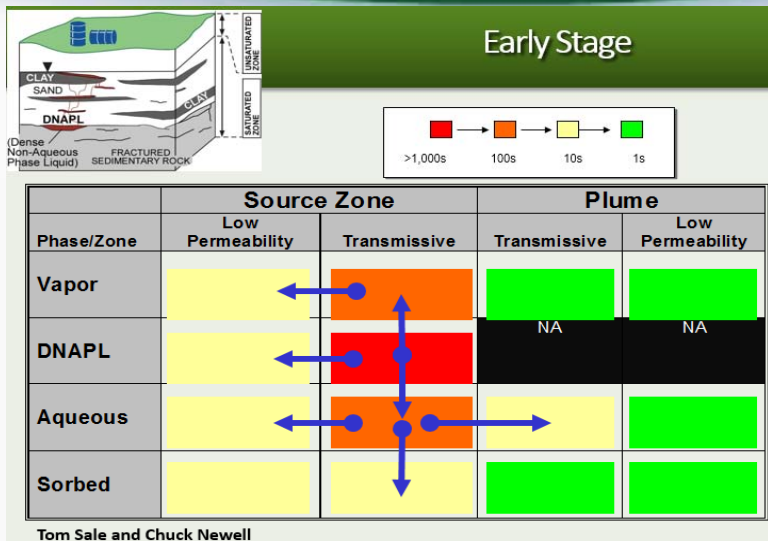 Early Stage
UNSATURATED
ZONE
SATURATED
ZONE
CLAY
SAND
CLAY
DNAPL
(Dense
Non-Aqueous
Phase Liquid)
FRACTURED
SEDIMENTARY ROCK
>1,000s 100s 10s 1s
Source Zone Plume
Phase/Zone Low Permeability Transmissive Transmissive Low Permeability
Vapor
NA NA
DNAPL
Aqueous
Sorbed
Tom Sale and Chuck Newell